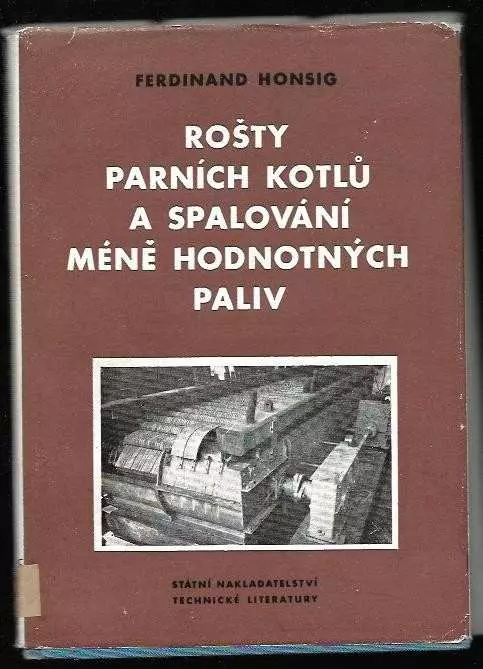 FERDINAND HONSIG
ROŠTY
PARNÍCH KOTLŮ
A SPALOVÁNÍ
MÉNĚ HODNOTNÝCH
PALIV
STÁTNÍ NAKLADATELSTVÍ
TECHNICKÉ LITERATURY